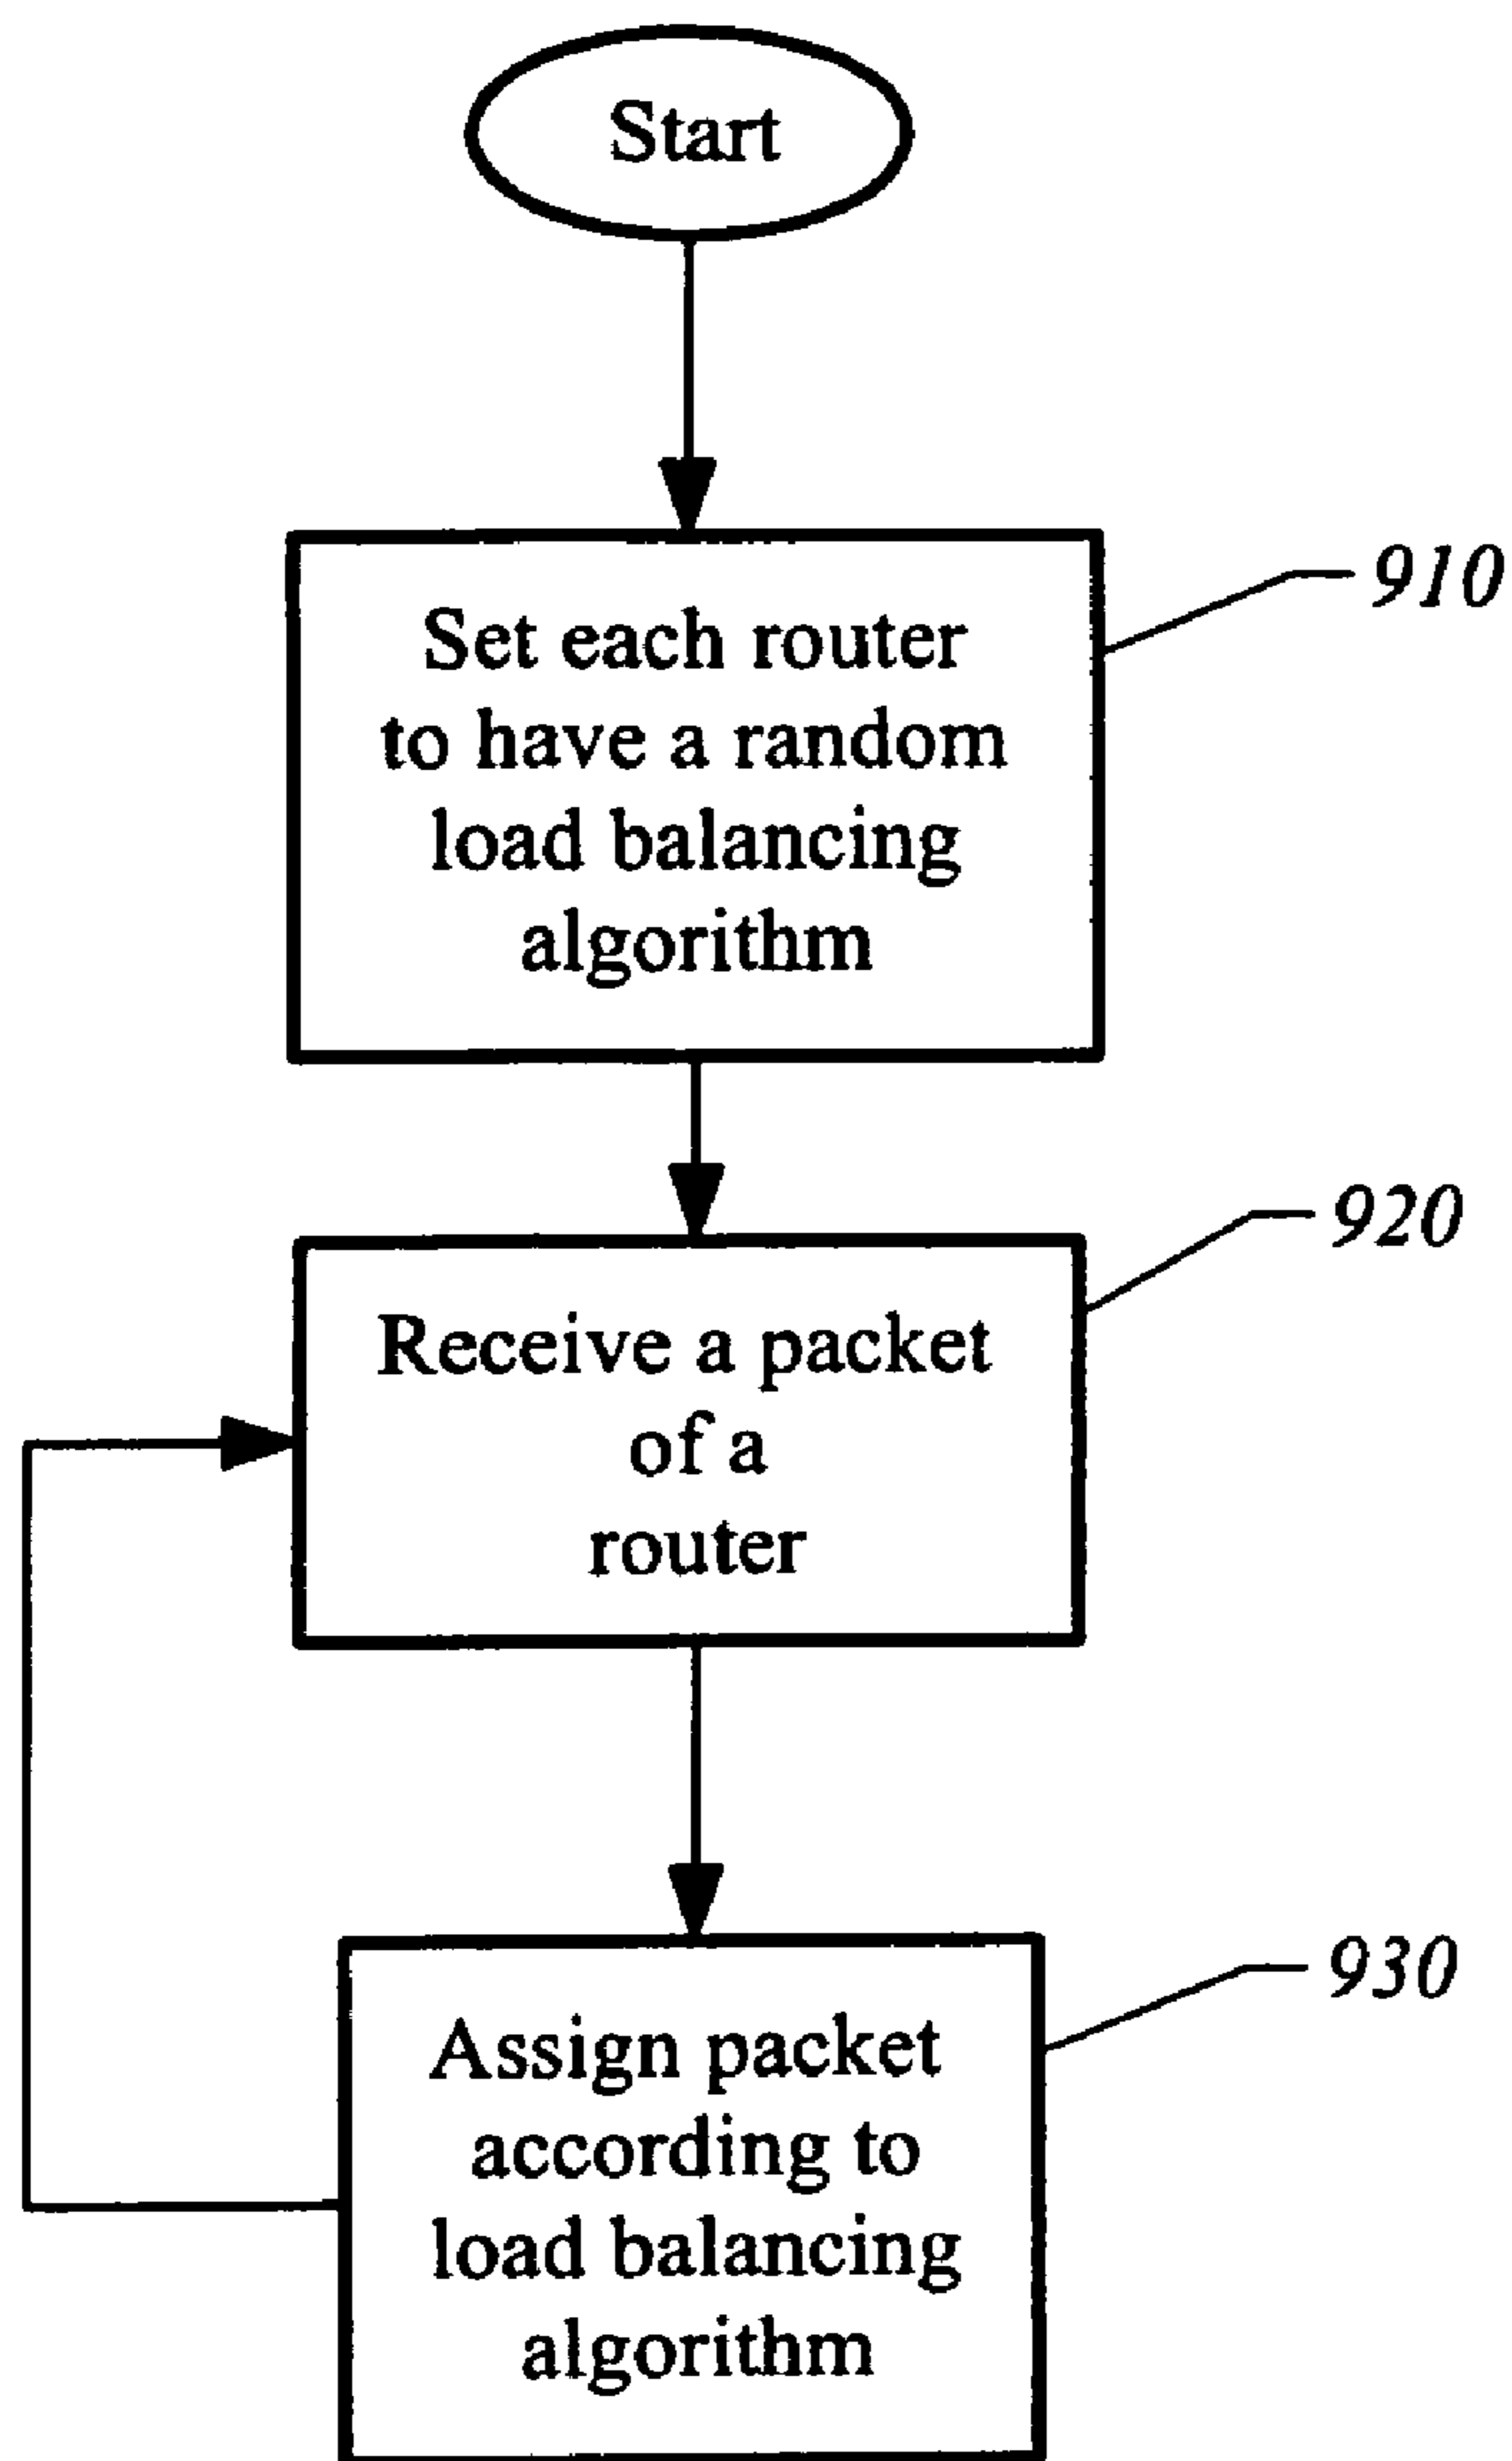 Start
910
Set each router
to have a random
load balancing
algorithm
920
Receive a packet
of a
router
930
Assign packet
according to
load balancing
algorithm